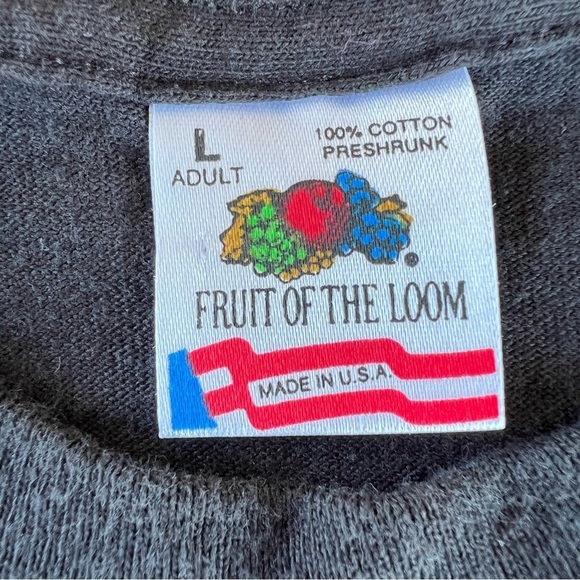 L
ADULT
100% COTTON
PRESHRUNK
FRUIT OF THE LOOM
MADE IN U.S.A.